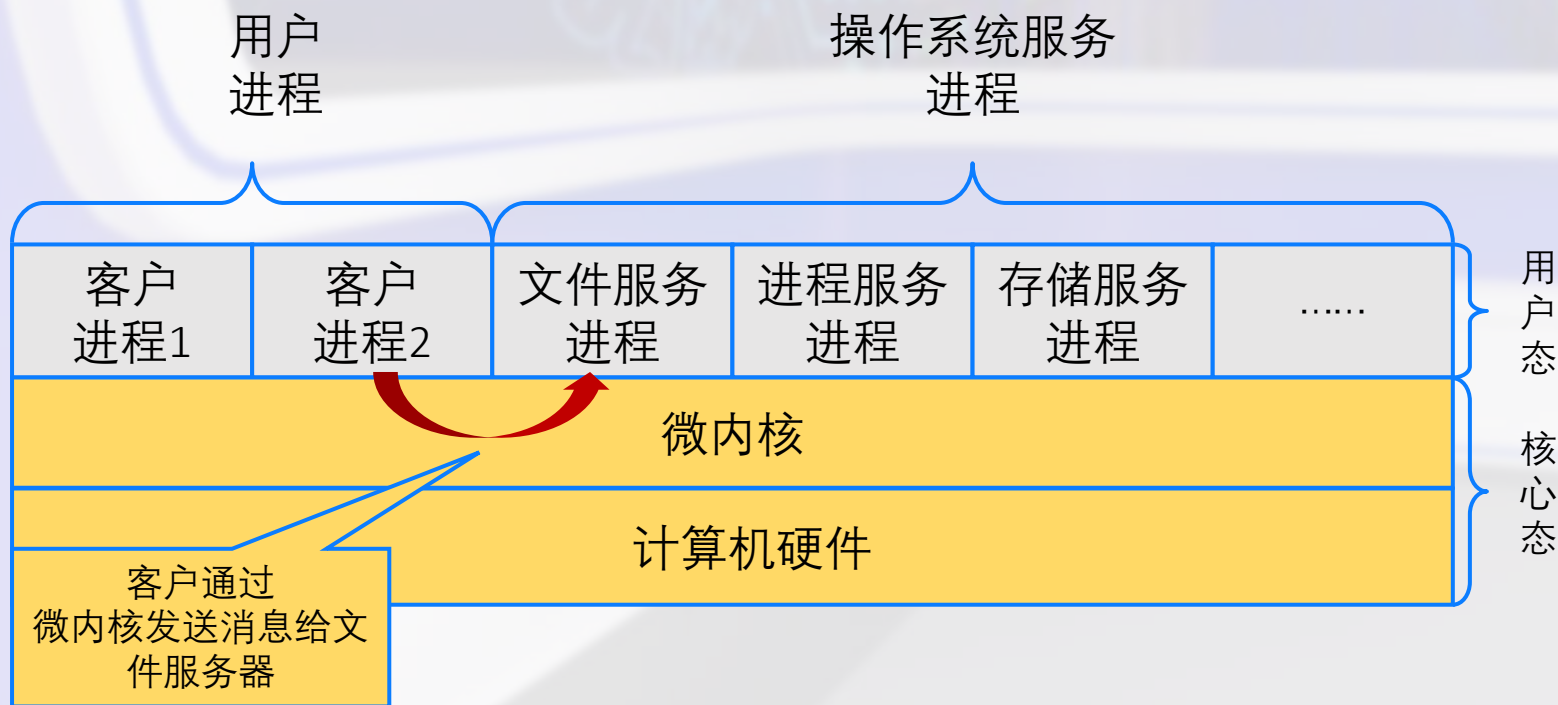 用户
进程
操作系统服务
进程
客户
进程1
客户
进程2
文件服务
进程
进程服务
进程
存储服务
进程
……
用
户
态
微内核
核
心
态
计算机硬件
客户通过
微内核发送消息给文
件服务器